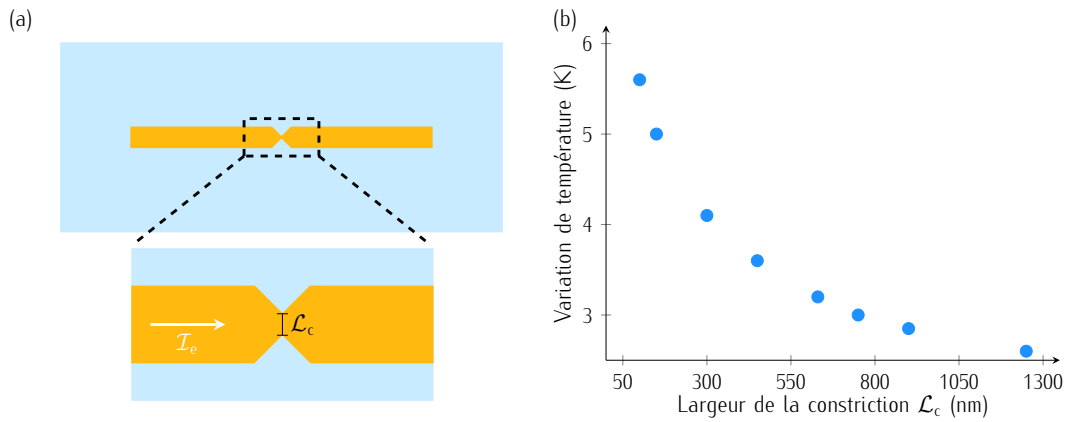 (a)
ℒc
ℐe
(b)
Variation de température (K)
6
5
4
3
50 300 550 800 1050 1300
Largeur de la constriction ℒc (nm)